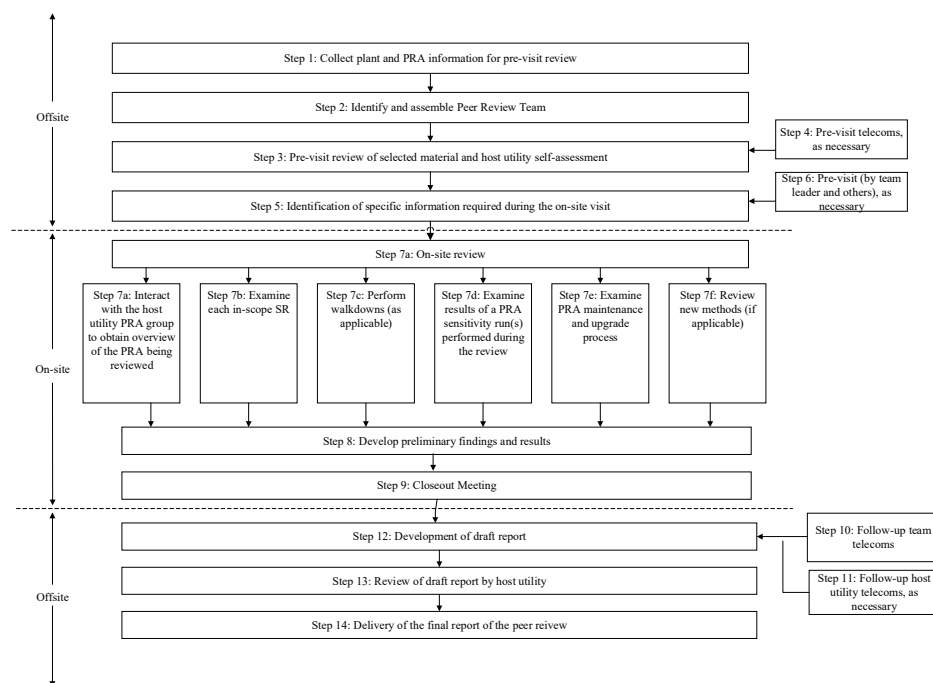 Step 1: Collect plant and PRA information for pre-visit review
Offsite
Step 2: Identify and assemble Peer Review Team
Step 4: Pre-visit telecoms,
as necessary
Step 3: Pre-visit review of selected material and host utility self-assessment
Step 6: Pre-visit (by team
leader and others), as
necessary
Step 5: Identification of specific information required during the on-site visit
Step 7a: On-site review
Step 7a: Interact
with the host
utility PRA group
to obtain overview
of the PRA being
reviewed
Step 7b: Examine
each in-scope SR
Step 7c: Perform
walkdowns (as
applicable)
Step 7d: Examine
results of a PRA
sensitivity run(s)
performed during
the review
Step 7e: Examine
PRA maintenance
and upgrade
process
Step 7f: Review
new methods (if
applicable)
On-site
Step 8: Develop preliminary findings and results
Step 9: Closeout Meeting
Step 10: Follow-up team
telecoms
Step 12: Development of draft report
Step 11: Follow-up host
utility telecoms, as
necessary
Step 13: Review of draft report by host utility
Offsite
Step 14: Delivery of the final report of the peer reivew